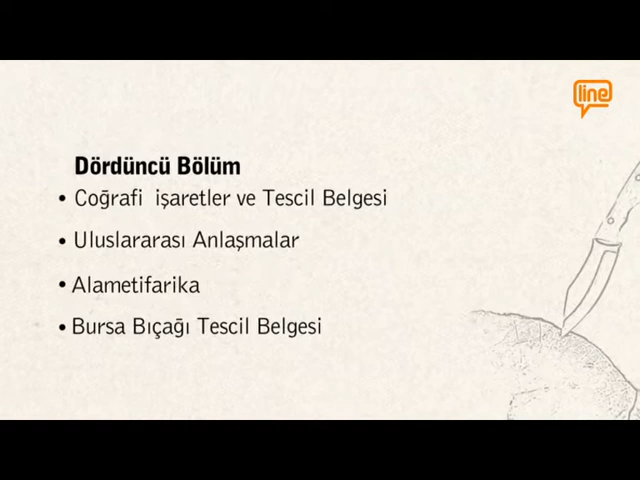 line
Dördüncü Bölüm
• Coğrafi işaretler ve Tescil Belgesi
• Uluslararası Anlaşmalar
• Alametifarika
• Bursa Bıçağı Tescil Belgesi